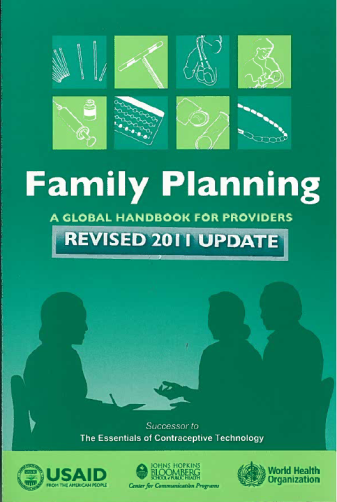 Family Planning
A GLOBAL HANDBOOK FOR PROVIDERS
REVISED 2011 UPDATE
Successor to
The Essentials of Contraceptive Technology
USAID
FROM THE AMERICAN PEOPLE
JOHNS HOPKINS
BLOOMBERG
SCHOOL of PUBLIC HEALTH
Center for Communication Programs
World Health
Organization